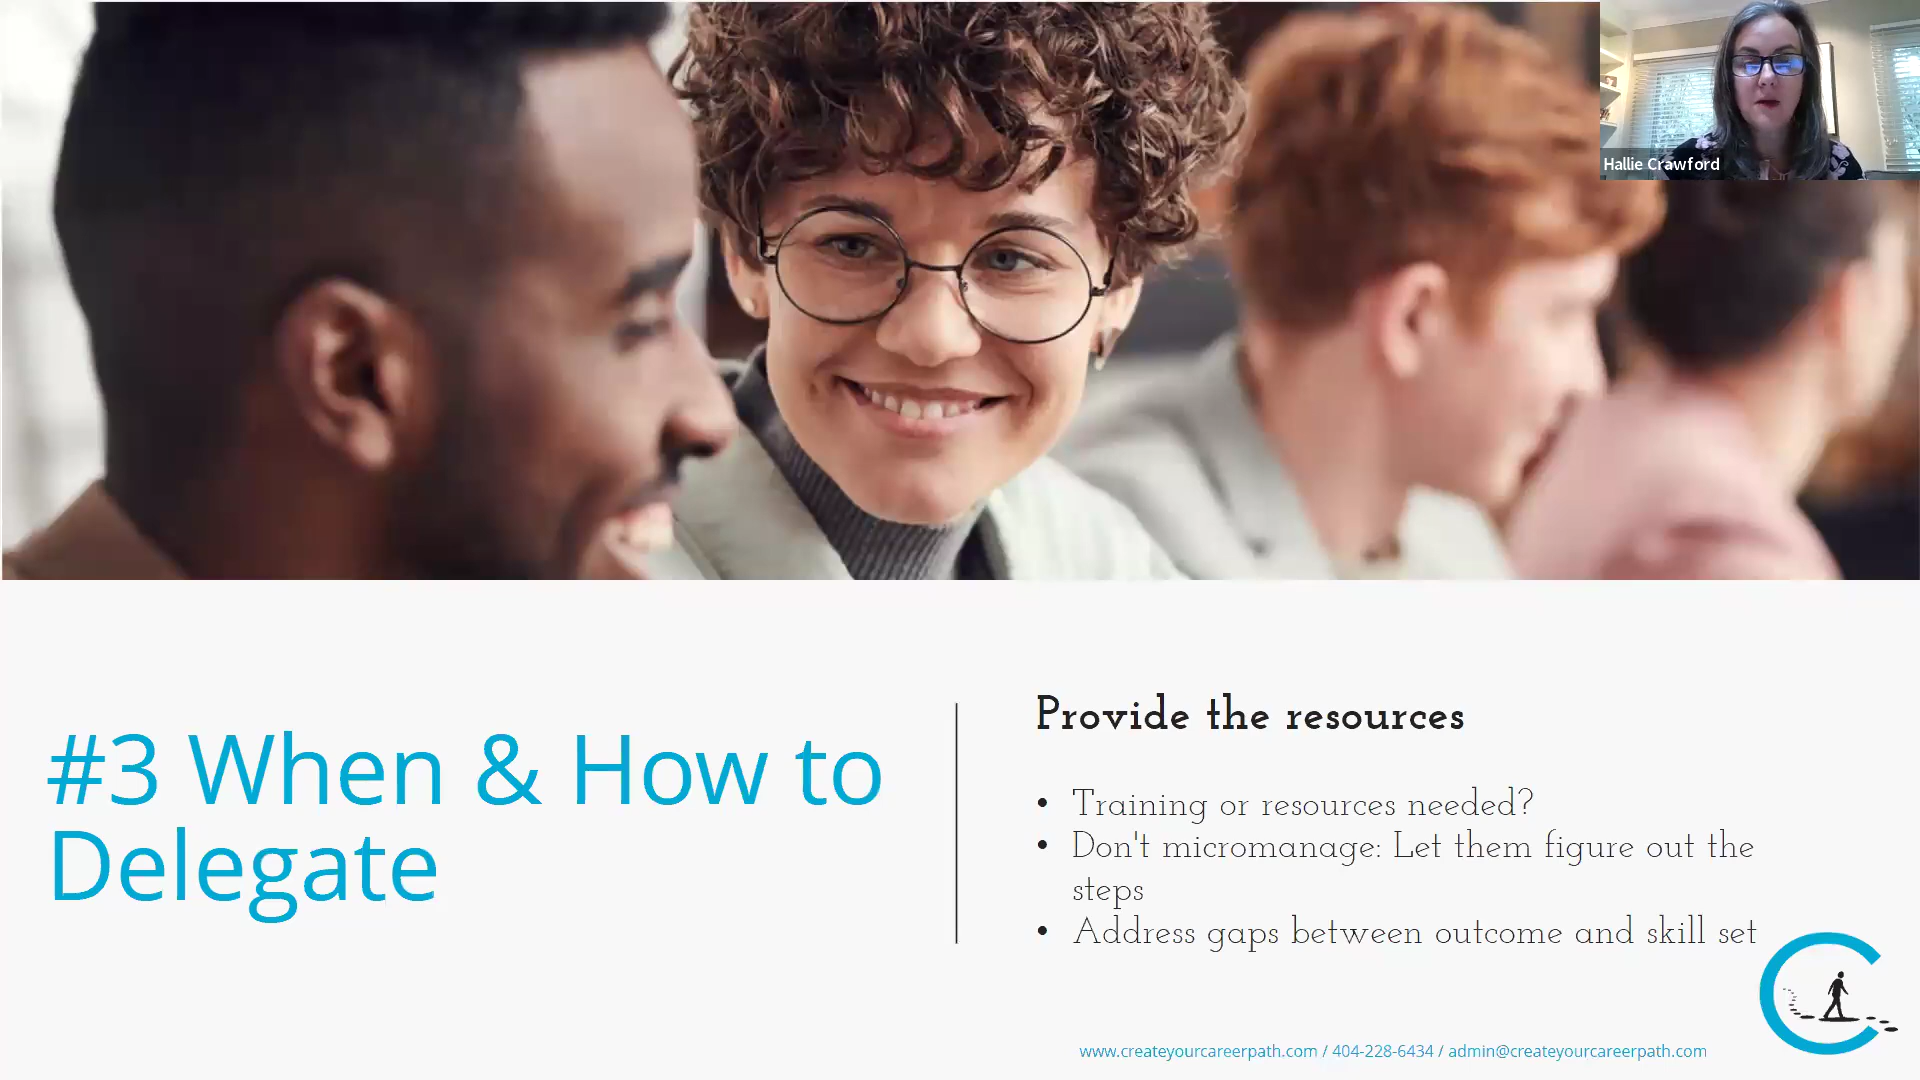 Hallie Crawford
#3 When & How to
Delegate
Provide the resources
• Training or resources needed?
• Don't micromanage: Let them figure out the
steps
• Address gaps between outcome and skill set
www.createyourcareerpath.com / 404-228-6434 / admin@createyourcareerpath.com